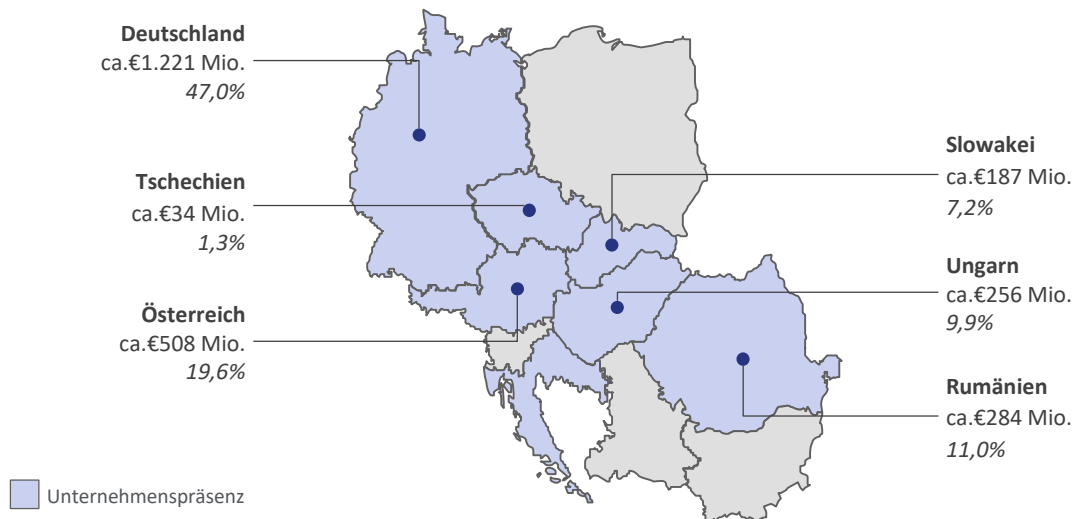 Deutschland
ca.€1.221 Mio.
47,0%
Tschechien
ca.€34 Mio.
1,3%
Österreich
ca.€508 Mio.
19,6%
Slowakei
ca.€187 Mio.
7,2%
Ungarn
ca.€256 Mio.
9,9%
Rumänien
ca.€284 Mio.
11,0%
Unternehmenspräsenz